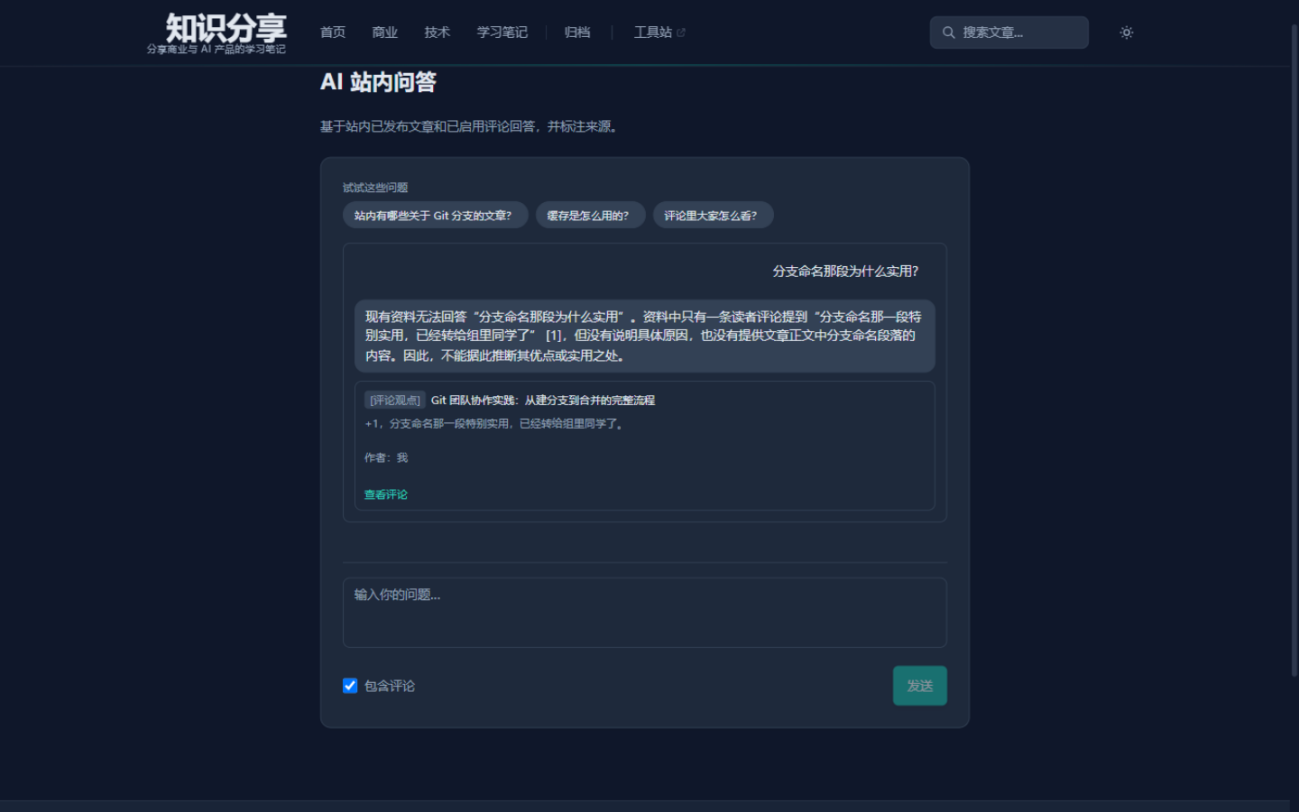 知识分享
分享商业与 AI 产品的学习笔记
首页 商业 技术 学习笔记 归档 工具站
搜索文章...
AI 站内问答
基于站内已发布文章和已启用评论回答，并标注来源。
试试这些问题
站内有哪些关于 Git 分支的文章？ 缓存是怎么用的？ 评论里大家怎么看？
分支命名那段为什么实用?
现有资料无法回答“分支命名那段为什么实用”。资料中只有一条读者评论提到“分支命名那一段特
别实用，已经转给组里同学了” [1]，但没有说明具体原因，也没有提供文章正文中分支命名段落的
内容。因此，不能据此推断其优点或实用之处。
[评论观点] Git 团队协作实践：从建分支到合并的完整流程
+1，分支命名那一段特别实用，已经转给组里同学了。
作者：我
查看评论
输入你的问题...
包含评论
发送